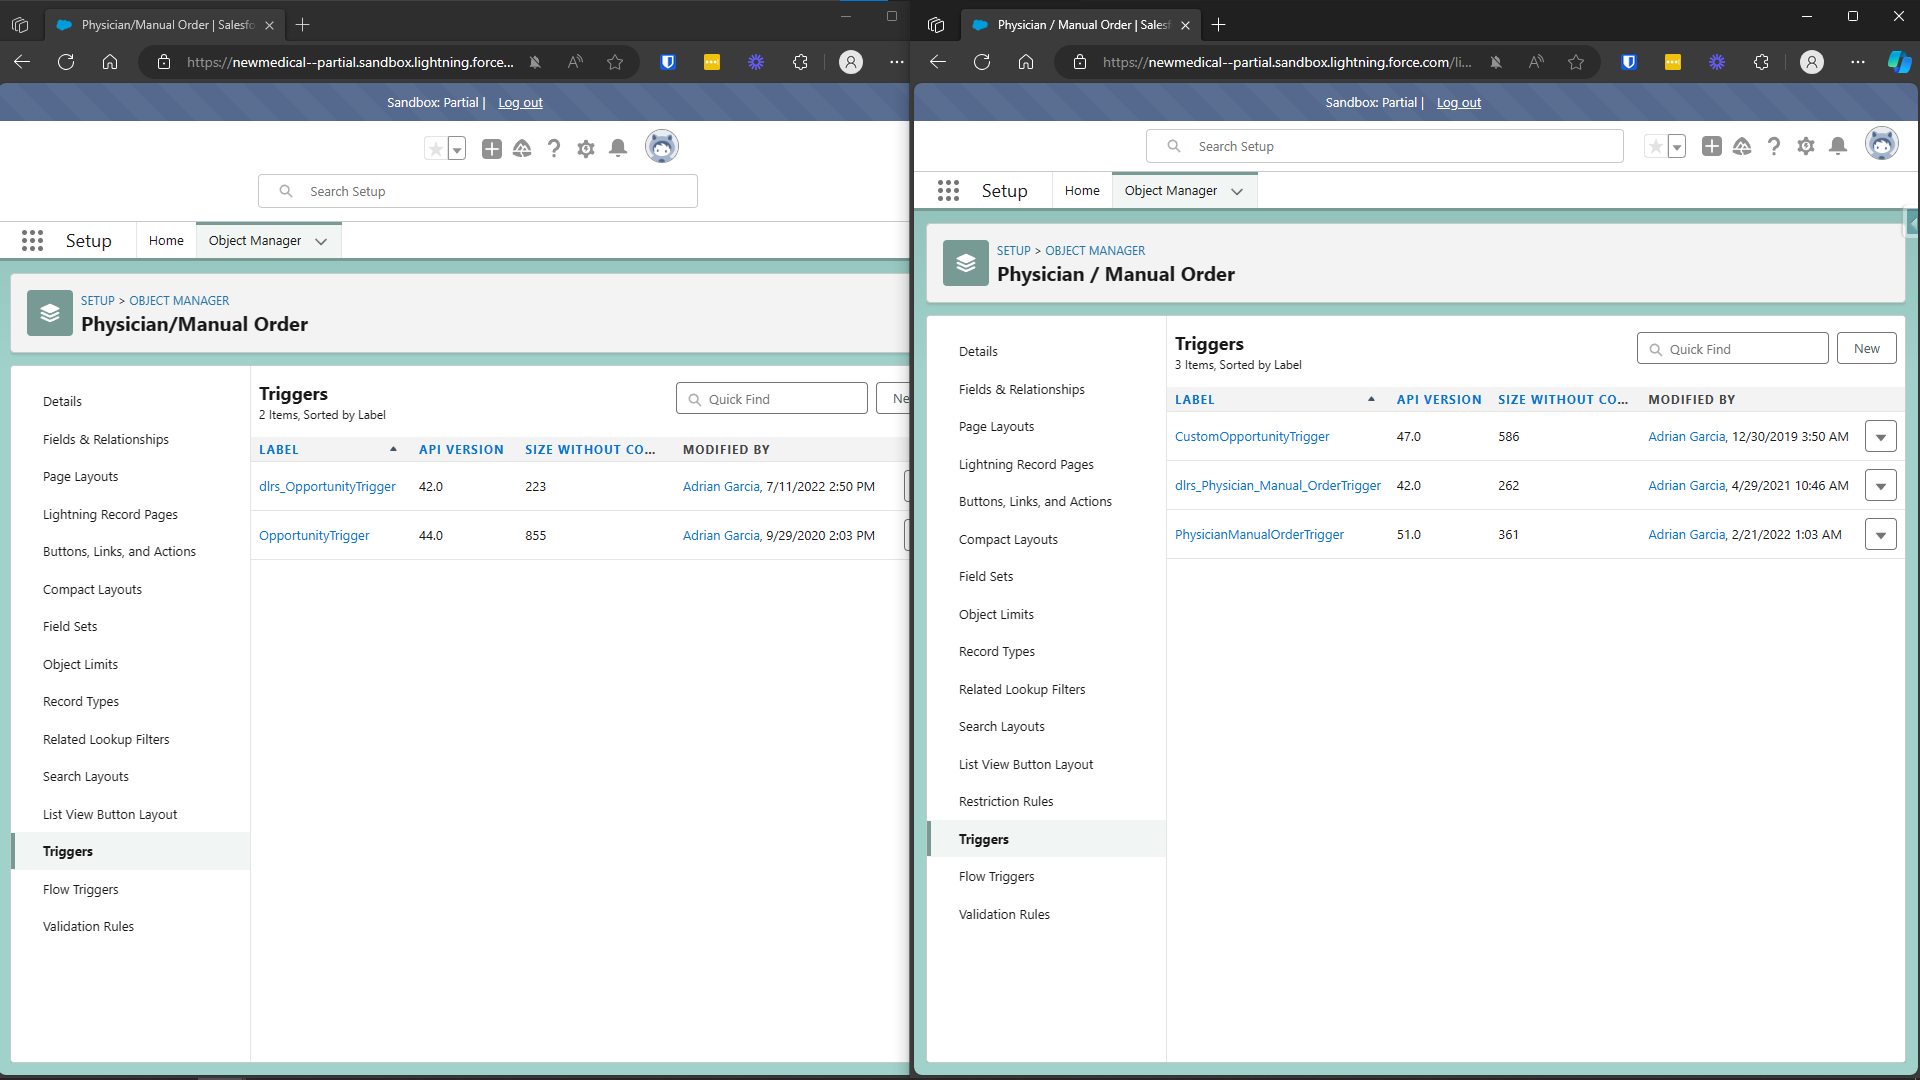 Physician/Manual Order | Salesfo
https://newmedical--partial.sandbox.lightning.force...
Sandbox: Partial | Log out
Search Setup
Setup
Home
Object Manager
SETUP > OBJECT MANAGER
Physician/Manual Order
Details
Fields & Relationships
Page Layouts
Lightning Record Pages
Buttons, Links, and Actions
Compact Layouts
Field Sets
Object Limits
Record Types
Related Lookup Filters
Search Layouts
List View Button Layout
Triggers
Flow Triggers
Validation Rules
Triggers
2 Items, Sorted by Label
Quick Find
Ne
LABEL API VERSION SIZE WITHOUT CO... MODIFIED BY
dlrs_OpportunityTrigger 42.0 223 Adrian Garcia, 7/11/2022 2:50 PM
OpportunityTrigger 44.0 855 Adrian Garcia, 9/29/2020 2:03 PM
Physician / Manual Order | Salesf
https://newmedical--partial.sandbox.lightning.force.com/li...
Sandbox: Partial | Log out
Search Setup
Setup
Home
Object Manager
SETUP > OBJECT MANAGER
Physician / Manual Order
Details
Fields & Relationships
Page Layouts
Lightning Record Pages
Buttons, Links, and Actions
Compact Layouts
Field Sets
Object Limits
Record Types
Related Lookup Filters
Search Layouts
List View Button Layout
Restriction Rules
Triggers
Flow Triggers
Validation Rules
Triggers
3 Items, Sorted by Label
Quick Find
New
LABEL API VERSION SIZE WITHOUT CO... MODIFIED BY
CustomOpportunityTrigger 47.0 586 Adrian Garcia, 12/30/2019 3:50 AM
dlrs_Physician_Manual_OrderTrigger 42.0 262 Adrian Garcia, 4/29/2021 10:46 AM
PhysicianManualOrderTrigger 51.0 361 Adrian Garcia, 2/21/2022 1:03 AM